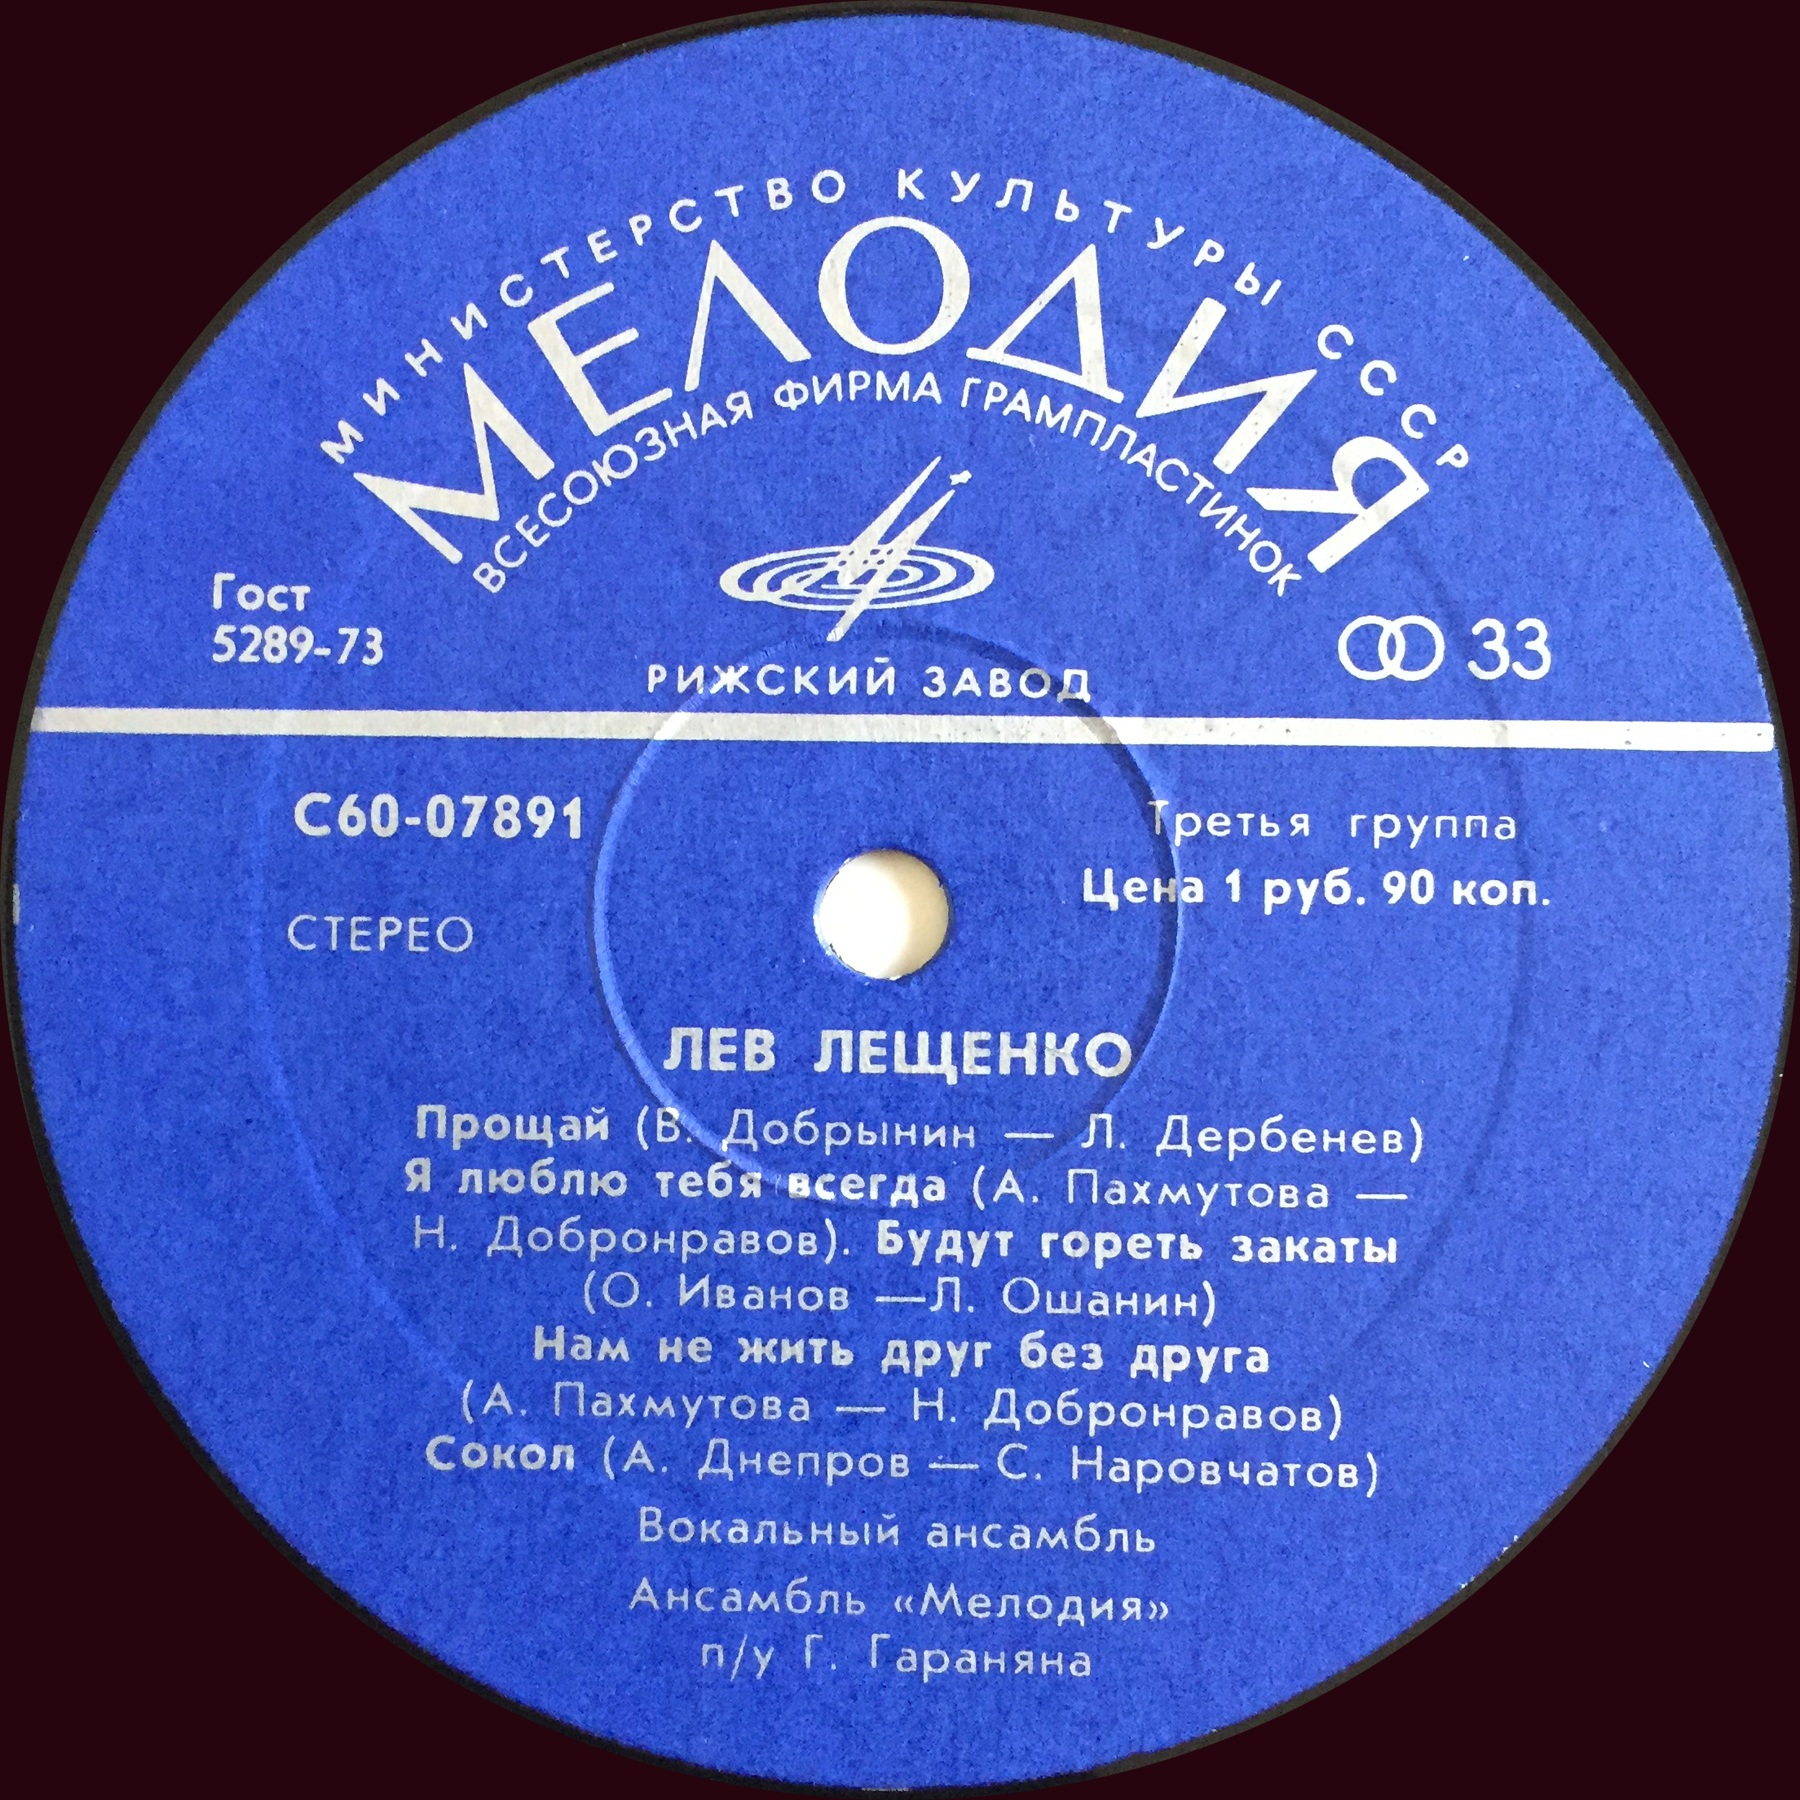 МИНИСТЕРСТВО КУЛЬТУРЫ СССР
МЕЛОДИЯ
ВСЕСОЮЗНАЯ ФИРМА ГРАМПЛАСТИНОК
Гост
5289-73
33
РИЖСКИЙ ЗАВОД
С60-07891
Третья группа
Цена 1 руб. 90 коп.
СТЕРЕО
ЛЕВ ЛЕЩЕНКО
Прощай (В. Добрынин — Л. Дербенев)
Я люблю тебя всегда (А. Пахмутова —
Н. Добронравов). Будут гореть закаты
(О. Иванов —Л. Ошанин)
Нам не жить друг без друга
(А. Пахмутова — Н. Добронравов)
Сокол (А. Днепров — С. Наровчатов)
Вокальный ансамбль
Ансамбль «Мелодия»
п/у Г. Гараняна